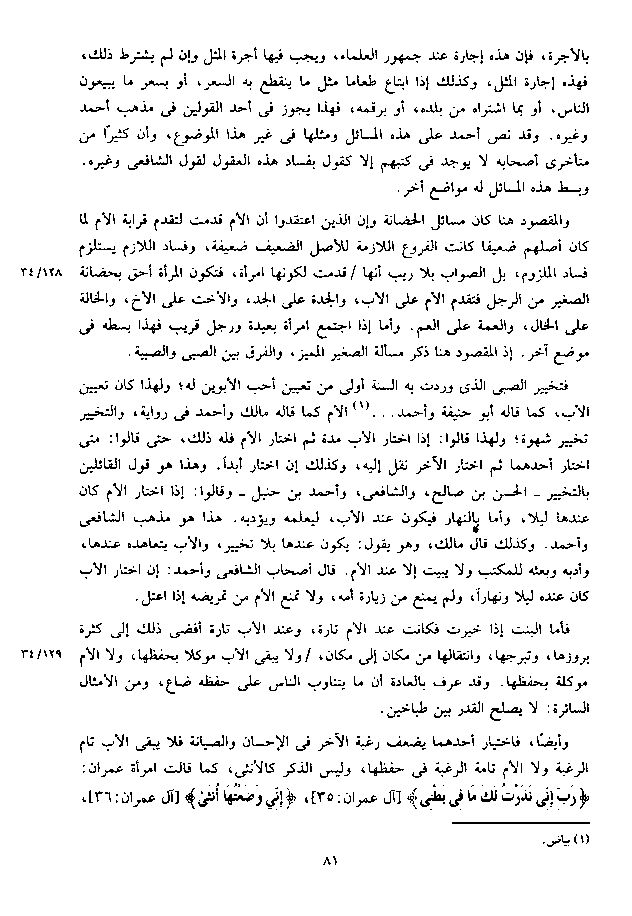 بالأجرة، فإن هذه إجارة عند جمهور العلماء، ويجب فيها أجرة المثل وإن لم يشترط ذلك،
فهذه إجارة المثل، وكذلك إذا ابتاع طعاما مثل ما ينقطع به السعر، أو بسعر ما يبيعون
الناس، أو بما اشتراه من بلده، أو برقمه، فهذا يجوز فى أحد القولين فى مذهب أحمد
وغيره. وقد نص أحمد على هذه المسائل ومثلها فى غير هذا الموضوع، وأن كثيرًا من
متأخرى أصحابه لا يوجد فى كتبهم إلا كقول بفساد هذه العقول لقول الشافعى وغيره.
وبسط هذه المسائل له مواضع أخر.
والمقصود هنا كان مسائل الحضانة وإن الذين اعتقدوا أن الأم قدمت لتقدم قرابة الأم لما
كان أصلهم ضعيفا كانت الفروع اللازمة للأصل الضعيف ضعيفة، وفساد اللازم يستلزم
٣٤/١٢٨ فساد الملزوم، بل الصواب بلا ريب أنها / قدمت لكونها امرأة، فتكون المرأة أحق بحضانة
الصغير من الرجل فتقدم الأم على الأب، والجدة على الجد، والأخت على الأخ، والخالة
على الخال، والعمة على العم. وأما إذا اجتمع امرأة بعيدة ورجل قريب فهذا بسطه فى
موضع آخر. إذ المقصود هنا ذكر مسألة الصغير المميز، والفرق بين الصبى والصبية.
فتخيير الصبى الذى وردت به السنة أولى من تعيين أحب الأبوين له؛ ولهذا كان تعيين
الأب، كما قاله أبو حنيفة وأحمد...(١) الأم كما قاله مالك وأحمد فى رواية، والتخيير
تخيير شهوة؛ ولهذا قالوا: إذا اختار الأب مدة ثم اختار الأم فله ذلك، حتى قالوا: متى
اختار أحدهما ثم اختار الآخر نقل إليه، وكذلك إن اختار أبداً. وهذا هو قول القائلين
بالتخيير ـ الحسن بن صالح، والشافعى، وأحمد بن حنبل ـ وقالوا: إذا اختار الأم كان
عندها ليلا، وأما بالنهار فيكون عند الأب، ليعلمه ويؤدبه. هذا هو مذهب الشافعى
وأحمد. وكذلك قال مالك، وهو يقول: يكون عندها بلا تخيير، والأب يتعاهده عندها،
وأدبه وبعثه للمكتب ولا يبيت إلا عند الأم. قال أصحاب الشافعى وأحمد: إن اختار الأب
كان عنده ليلا ونهاراً، ولم يمنع من زيارة أمه، ولا تمنع الأم من تمريضه إذا اعتل.
فأما البنت إذا خيرت فكانت عند الأم تارة، وعند الأب تارة أفضى ذلك إلى كثرة
٣٤/١٢٩ بروزها، وتبرجها، وانتقالها من مكان إلى مكان، / ولا يبقى الأب موكلا بحفظها، ولا الأم
موكلة بحفظها. وقد عرف بالعادة أن ما يتناوب الناس على حفظه ضاع، ومن الأمثال
السائرة: لا يصلح القدر بين طباخين.
وأيضًا، فاختيار أحدهما يضعف رغبة الآخر فى الإحسان والصيانة فلا يبقى الأب تام
الرغبة ولا الأم تامة الرغبة فى حفظها، وليس الذكر كالأنثى، كما قالت امرأة عمران:
﴿رَبِّ إِنِّي نَذَرْتُ لَكَ مَا فِي بَطْنِي﴾ [آل عمران: ٣٥]، ﴿إِنِّي وَضَعْتُهَا أُنثَىٰ﴾ [آل عمران: ٣٦]،
(١) بياض.
٨١